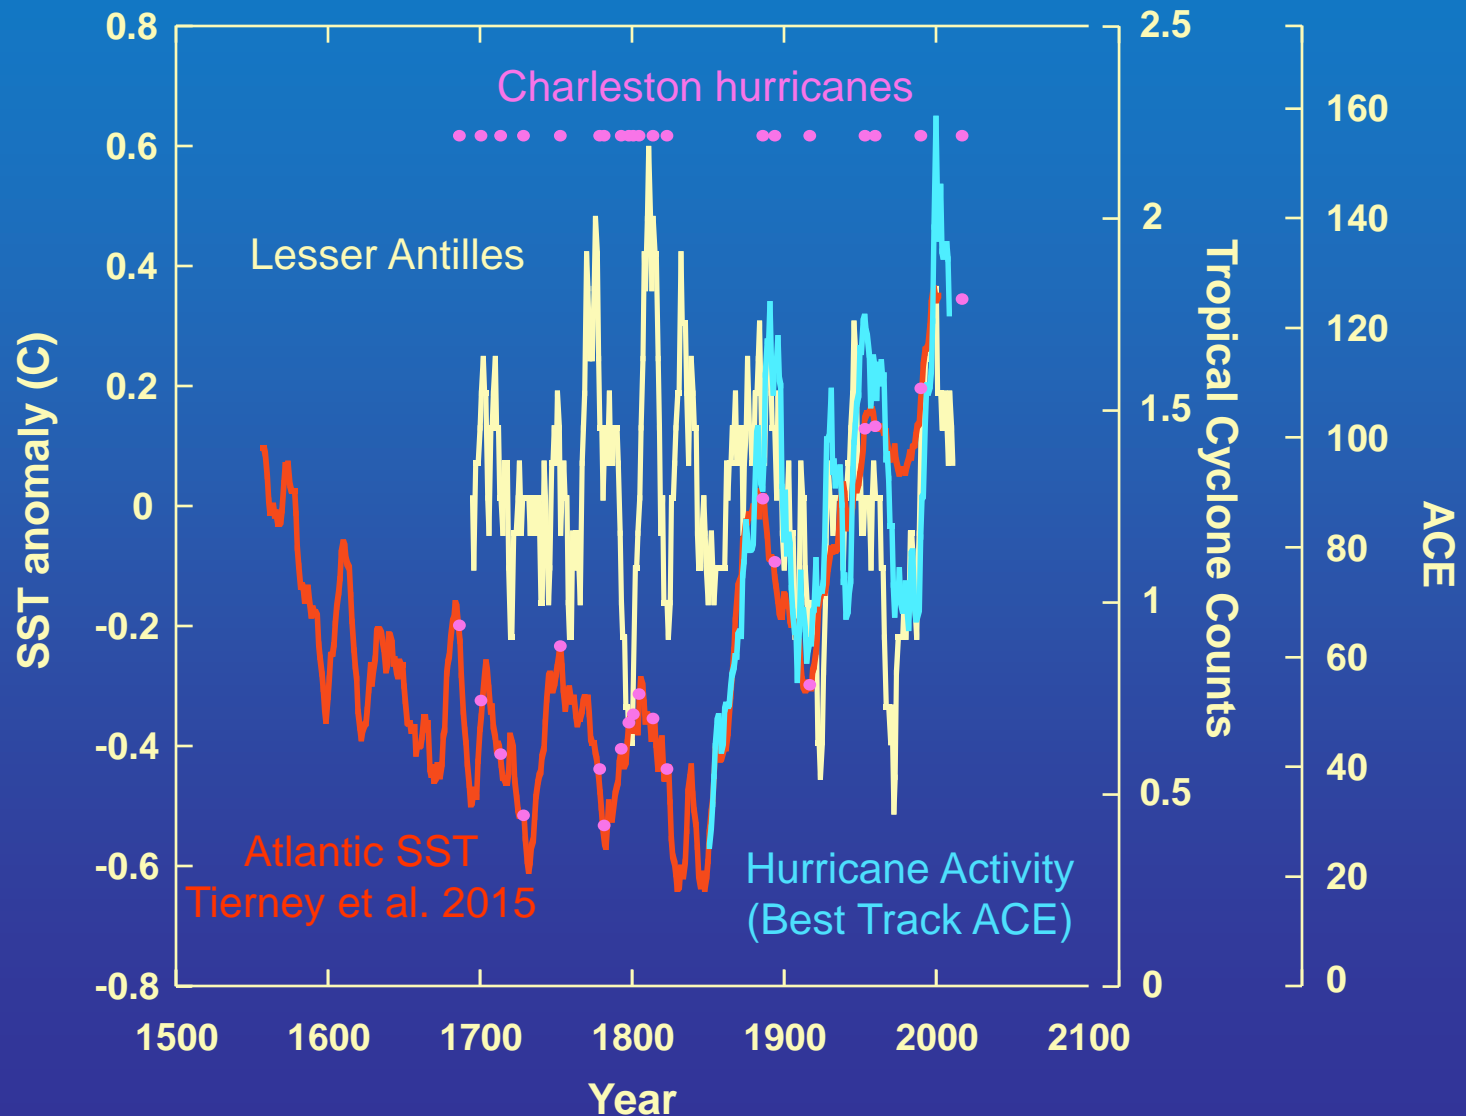 0.8
0.6
0.4
0.2
0
-0.2
-0.4
-0.6
-0.8
SST anomaly (C)
1500 1600 1700 1800 1900 2000 2100
Year
Charleston hurricanes
Lesser Antilles
Atlantic SST
Tierney et al. 2015
Hurricane Activity
(Best Track ACE)
2.5
2
1.5
1
0.5
0
Tropical Cyclone Counts
160
140
120
100
80
60
40
20
0
ACE